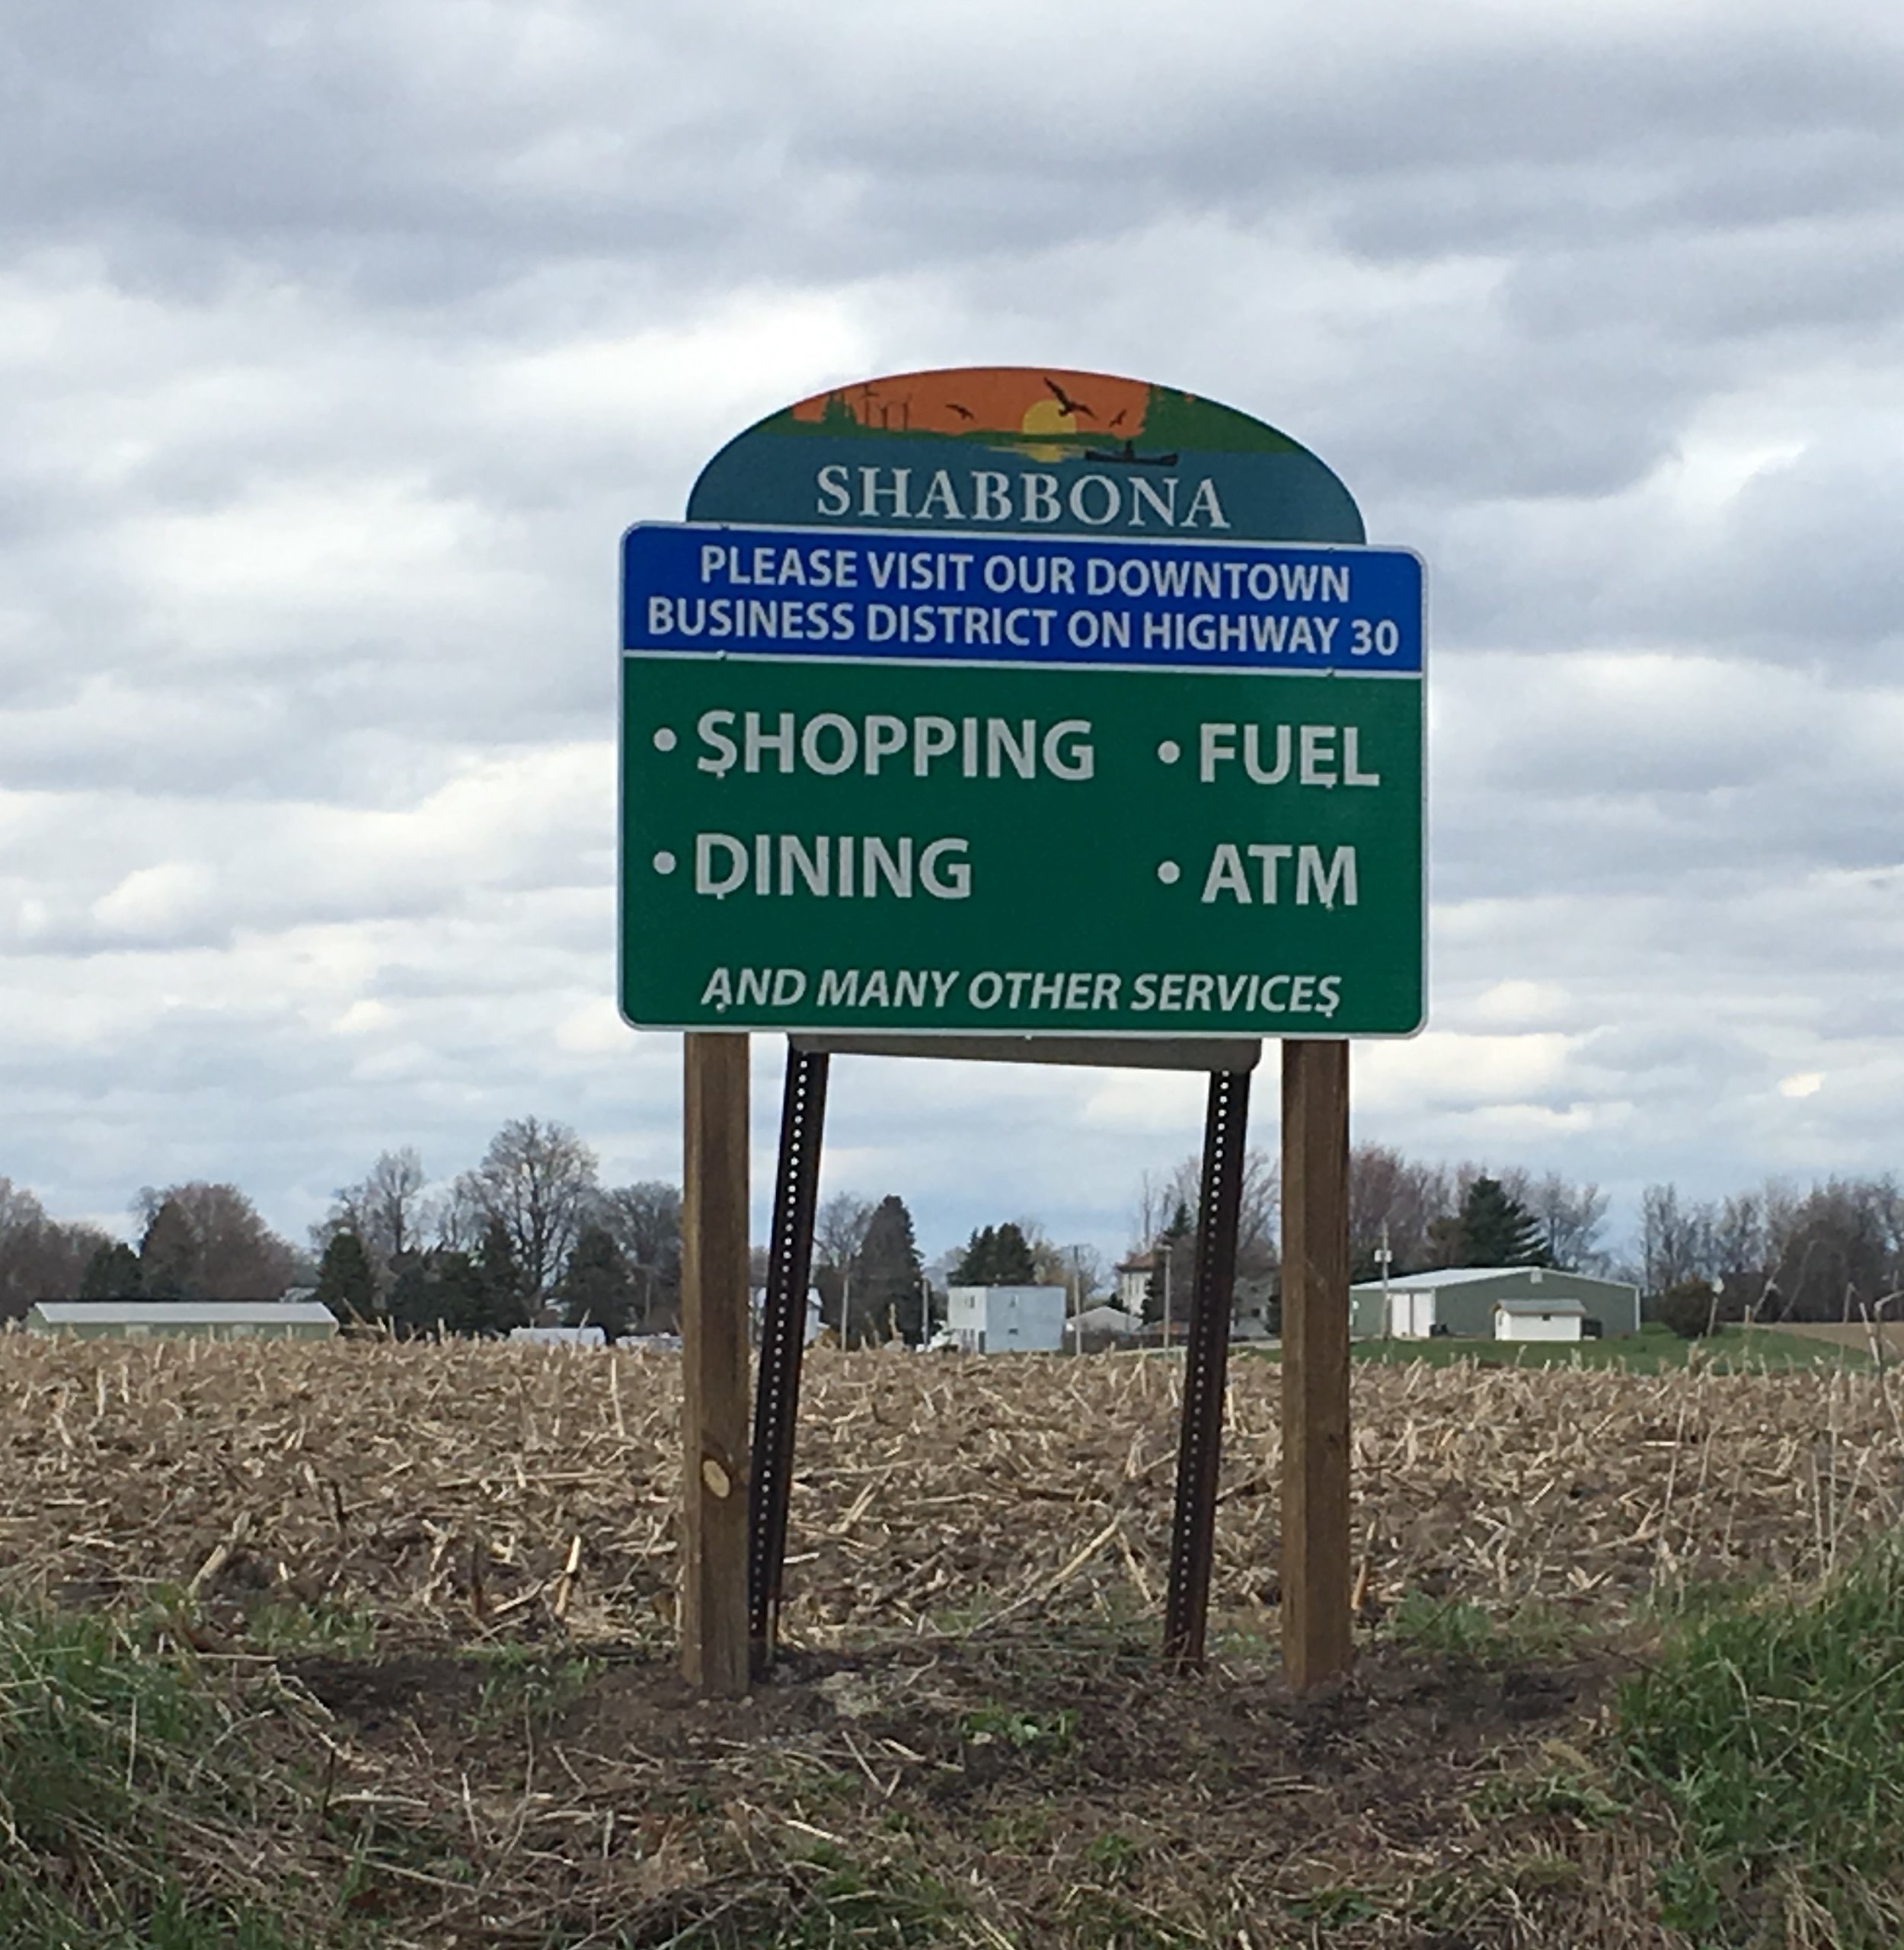 SHABBONA
PLEASE VISIT OUR DOWNTOWN
BUSINESS DISTRICT ON HIGHWAY 30
• SHOPPING • FUEL
• DINING • ATM
AND MANY OTHER SERVICES